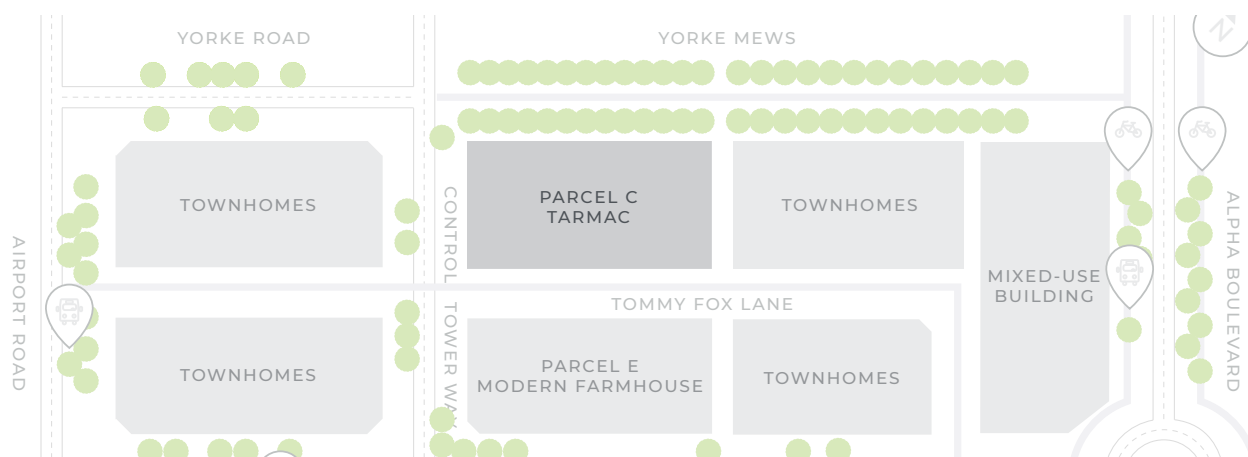 YORKE ROAD
YORKE MEWS
N
TOWNHOMES
PARCEL C
TARMAC
TOWNHOMES
CONTROL TOWER WAY
AIRPORT ROAD
ALPHA BOULEVARD
MIXED-USE
BUILDING
TOMMY FOX LANE
TOWNHOMES
PARCEL E
MODERN FARMHOUSE
TOWNHOMES